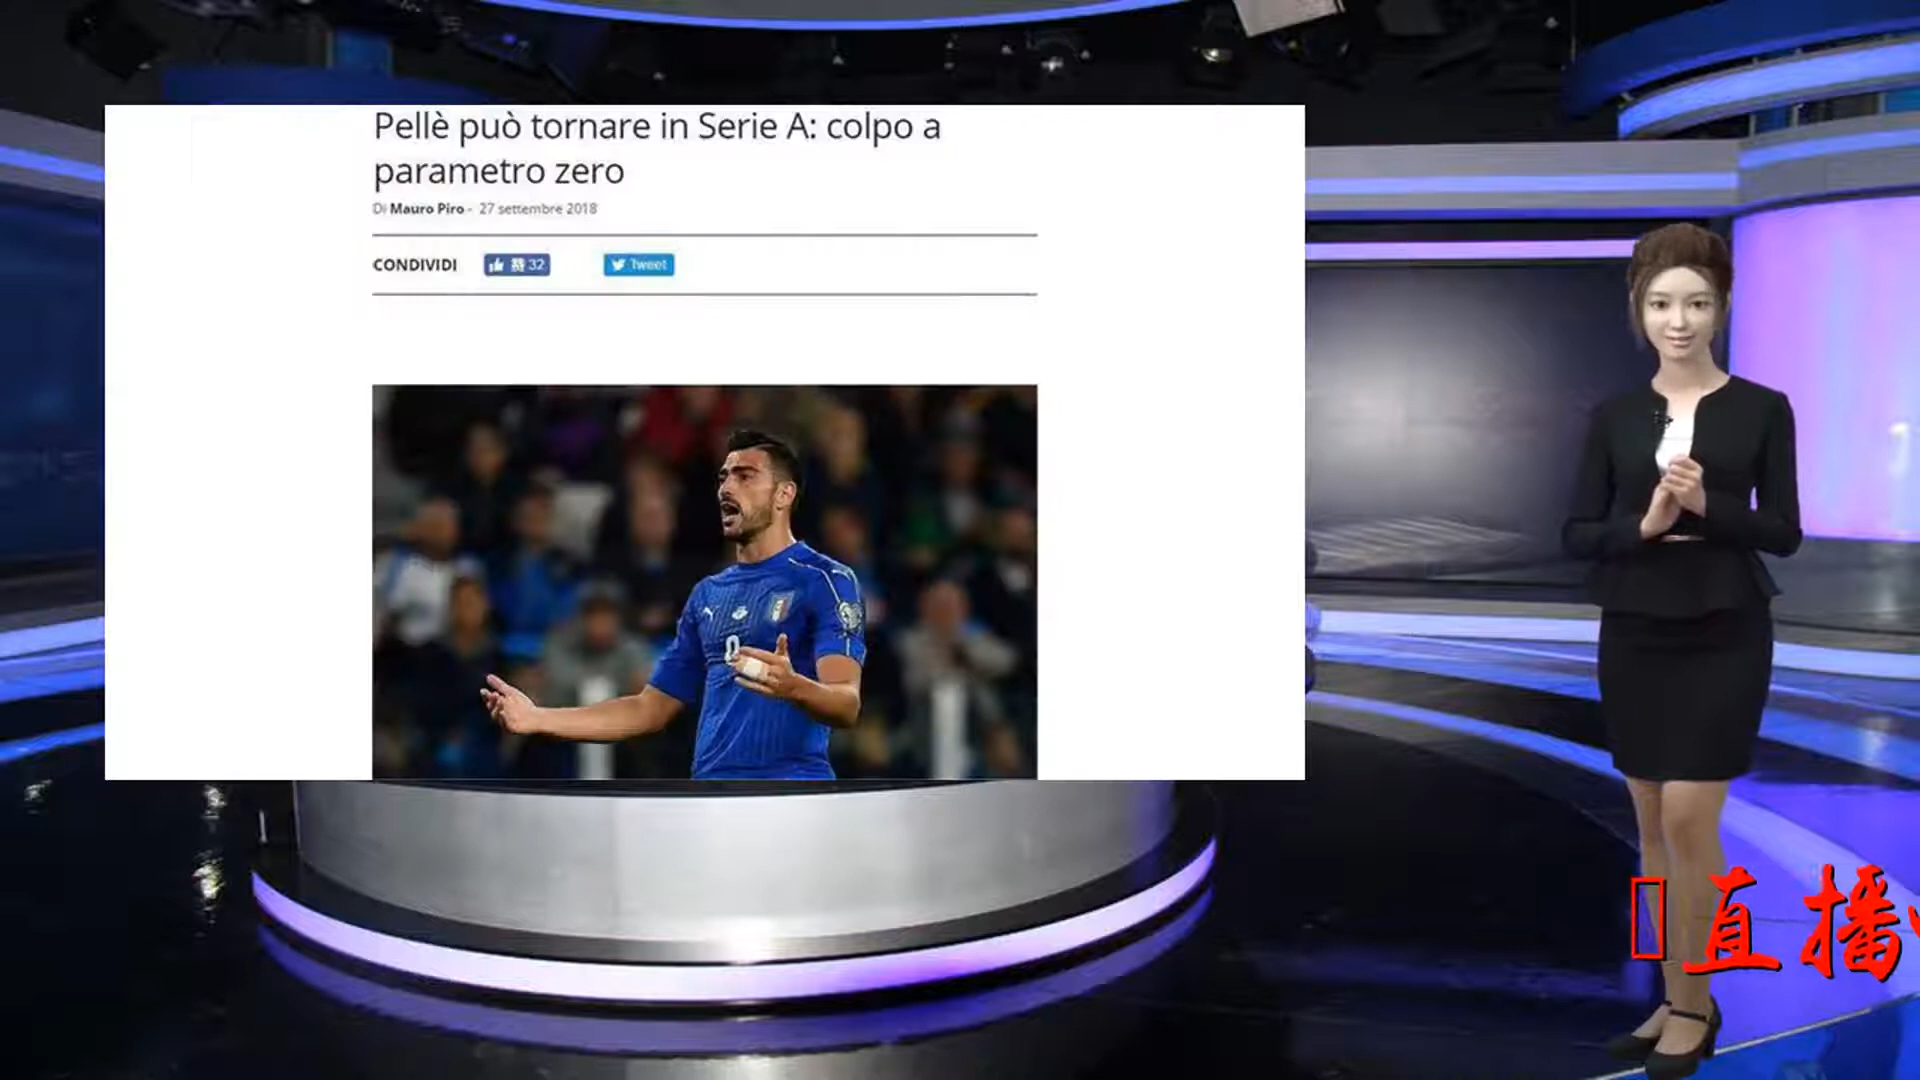 Pellè può tornare in Serie A: colpo a
parametro zero
Di Mauro Piro - 27 settembre 2018
CONDIVIDI
赞 32
Tweet
直播